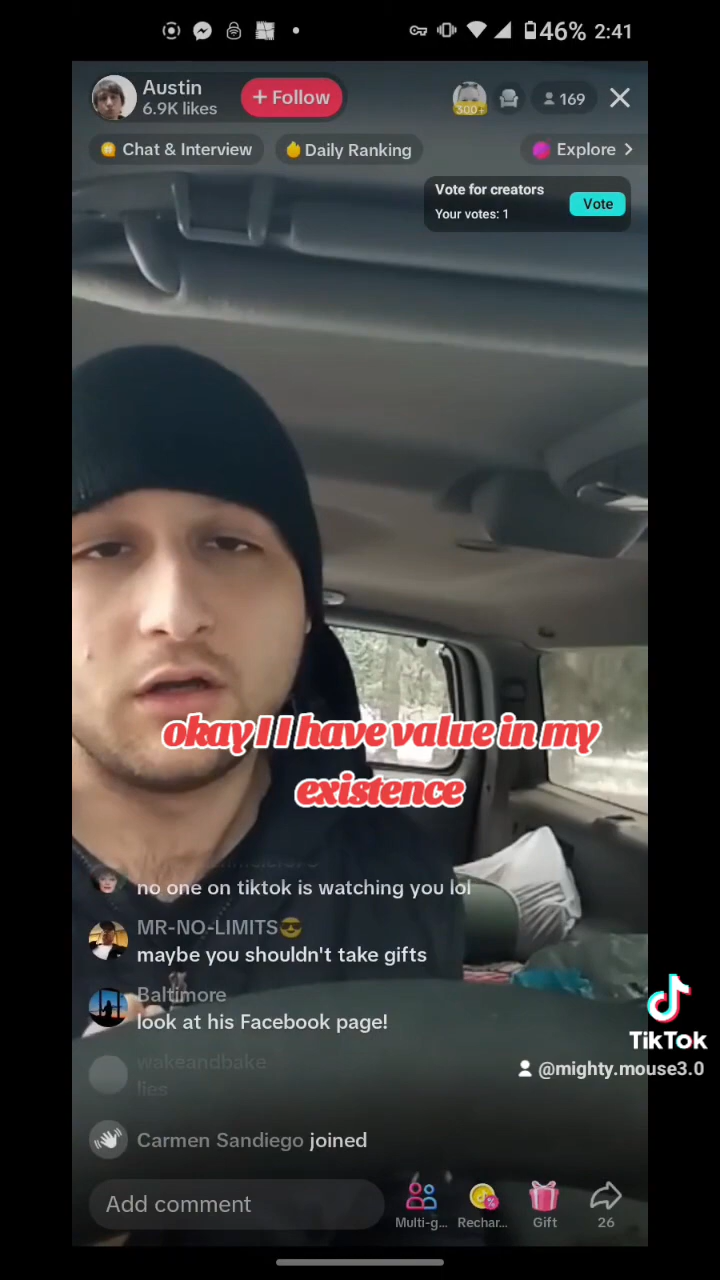 46% 2:41
Austin
6.9K likes
+ Follow
300+
169
Chat & Interview
Daily Ranking
Explore >
Vote for creators
Your votes: 1
Vote
okay I I have value in my
existence
no one on tiktok is watching you lol
MR-NO-LIMITS😎
maybe you shouldn't take gifts
Baltimore
look at his Facebook page!
wakeandbake
lies
Carmen Sandiego joined
TikTok
@mighty.mouse3.0
Add comment
Multi-g...
Rechar...
Gift
26